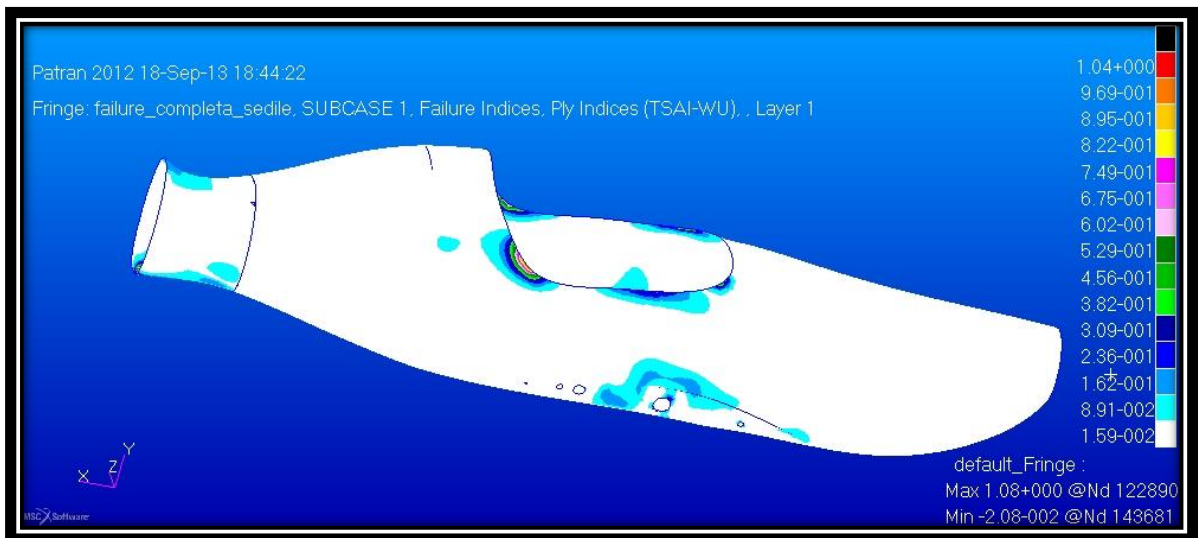 Patran 2012 18-Sep-13 18:44:22
Fringe: failure_completa_sedile, SUBCASE 1, Failure Indices, Ply Indices (TSAI-WU), , Layer 1
1.04+000
9.69-001
8.95-001
8.22-001
7.49-001
6.75-001
6.02-001
5.29-001
4.56-001
3.82-001
3.09-001
2.36-001
1.62-001
8.91-002
1.59-002
default_Fringe :
Max 1.08+000 @Nd 122890
Min -2.08-002 @Nd 143681
Y
Z
X
MSC Software